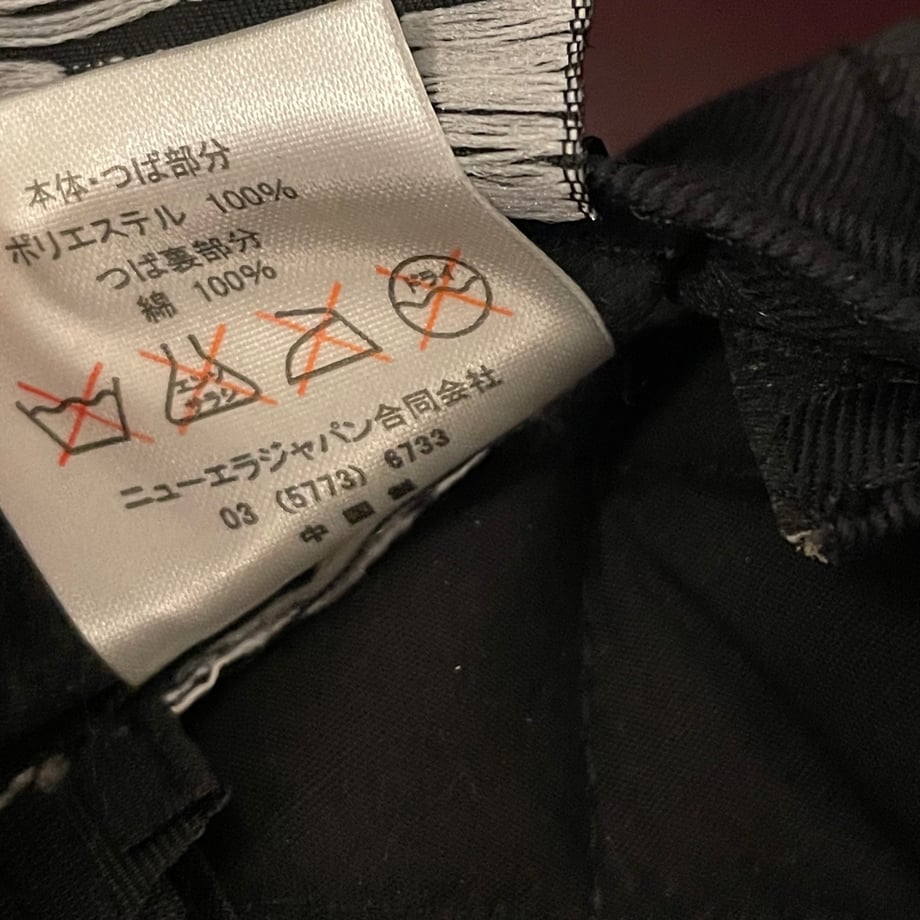 本体・つば部分
ポリエステル 100%
つば裏部分
綿 100%
エンソ
サラシ
ドライ
ニューエラジャパン合同会社
03 (5773) 6733
中国製